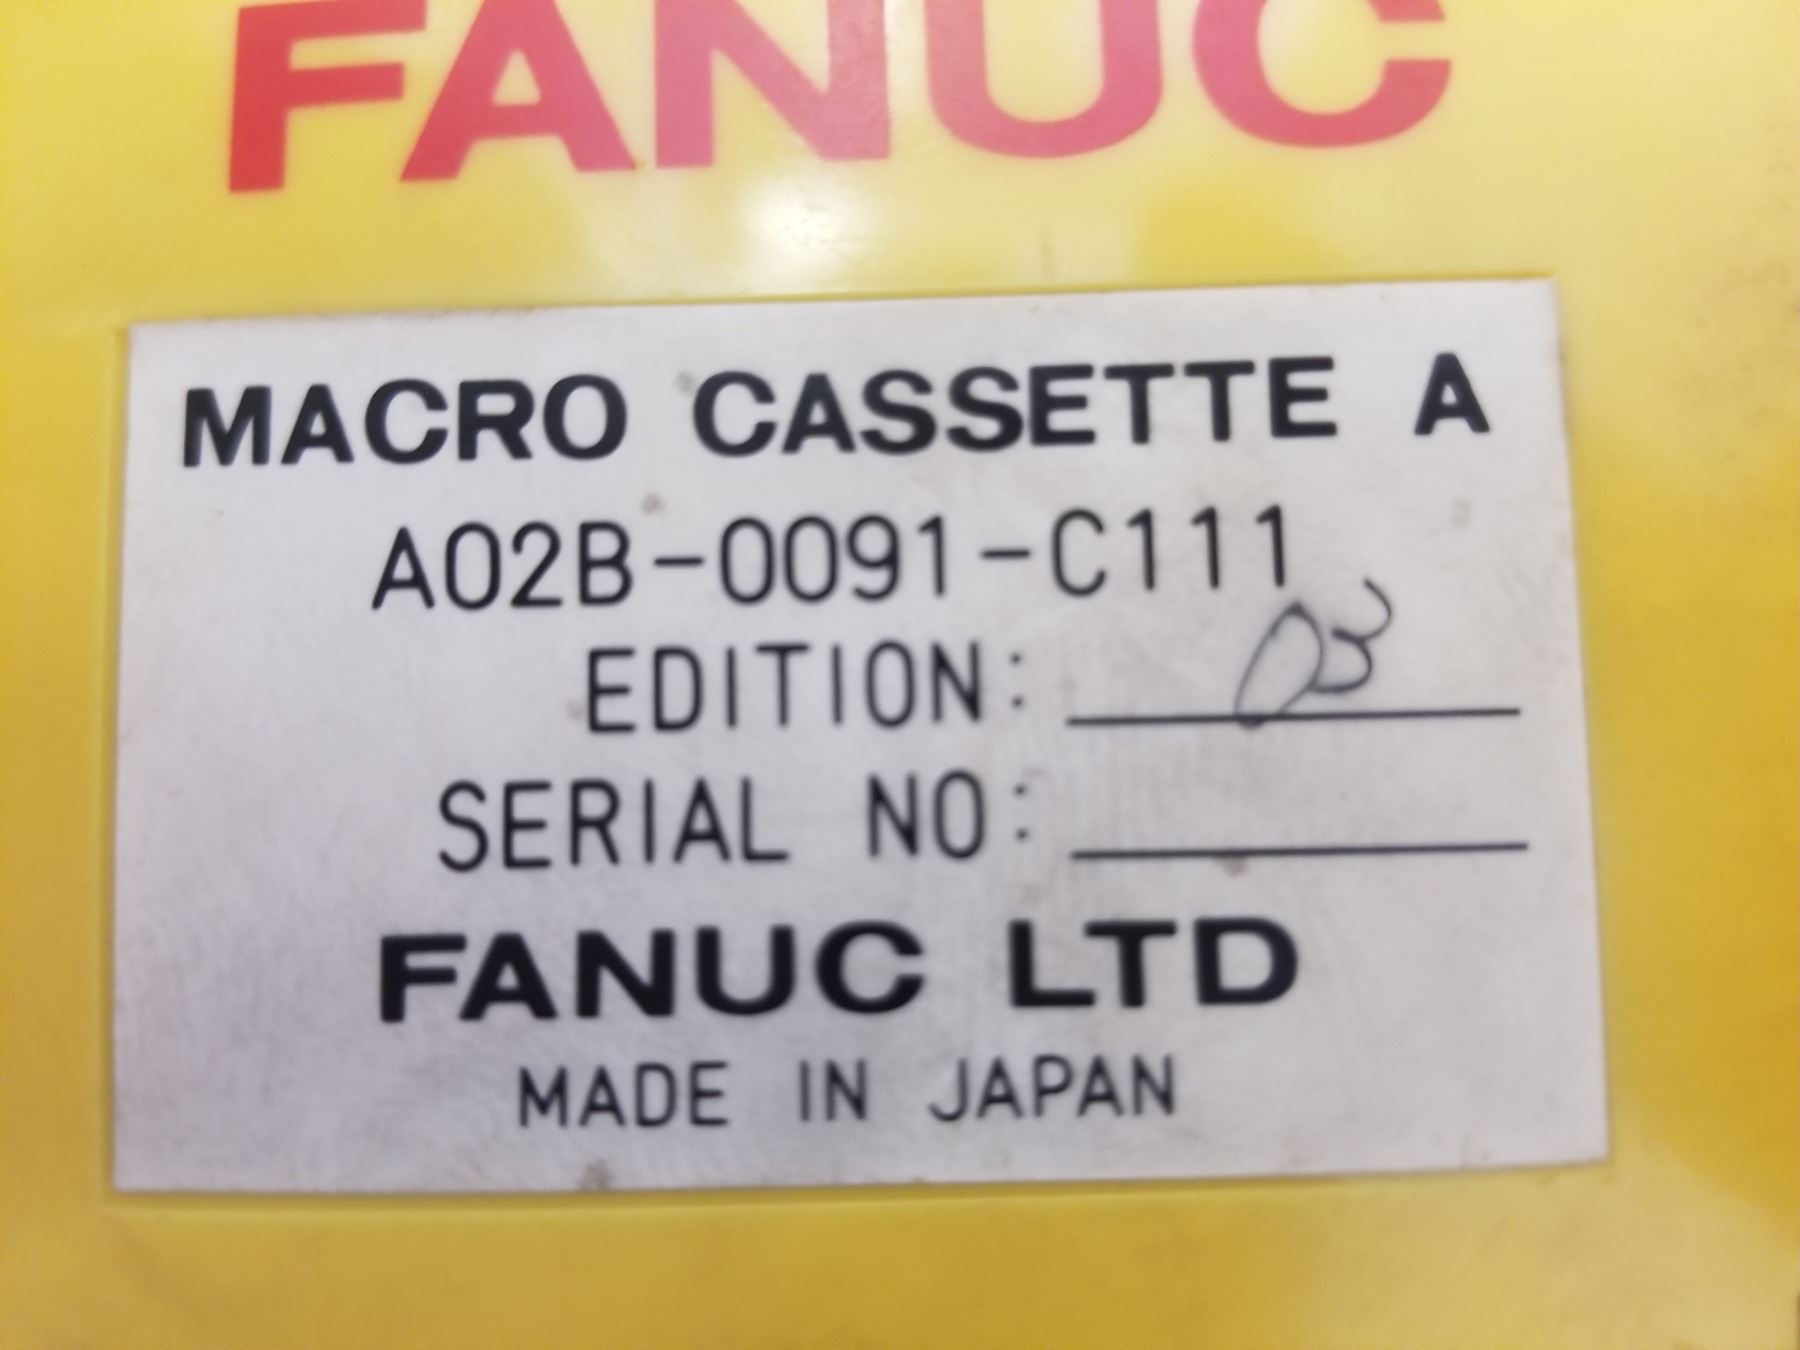 FANUC
MACRO CASSETTE A
A02B-0091-C111
EDITION: 03
SERIAL NO:
FANUC LTD
MADE IN JAPAN